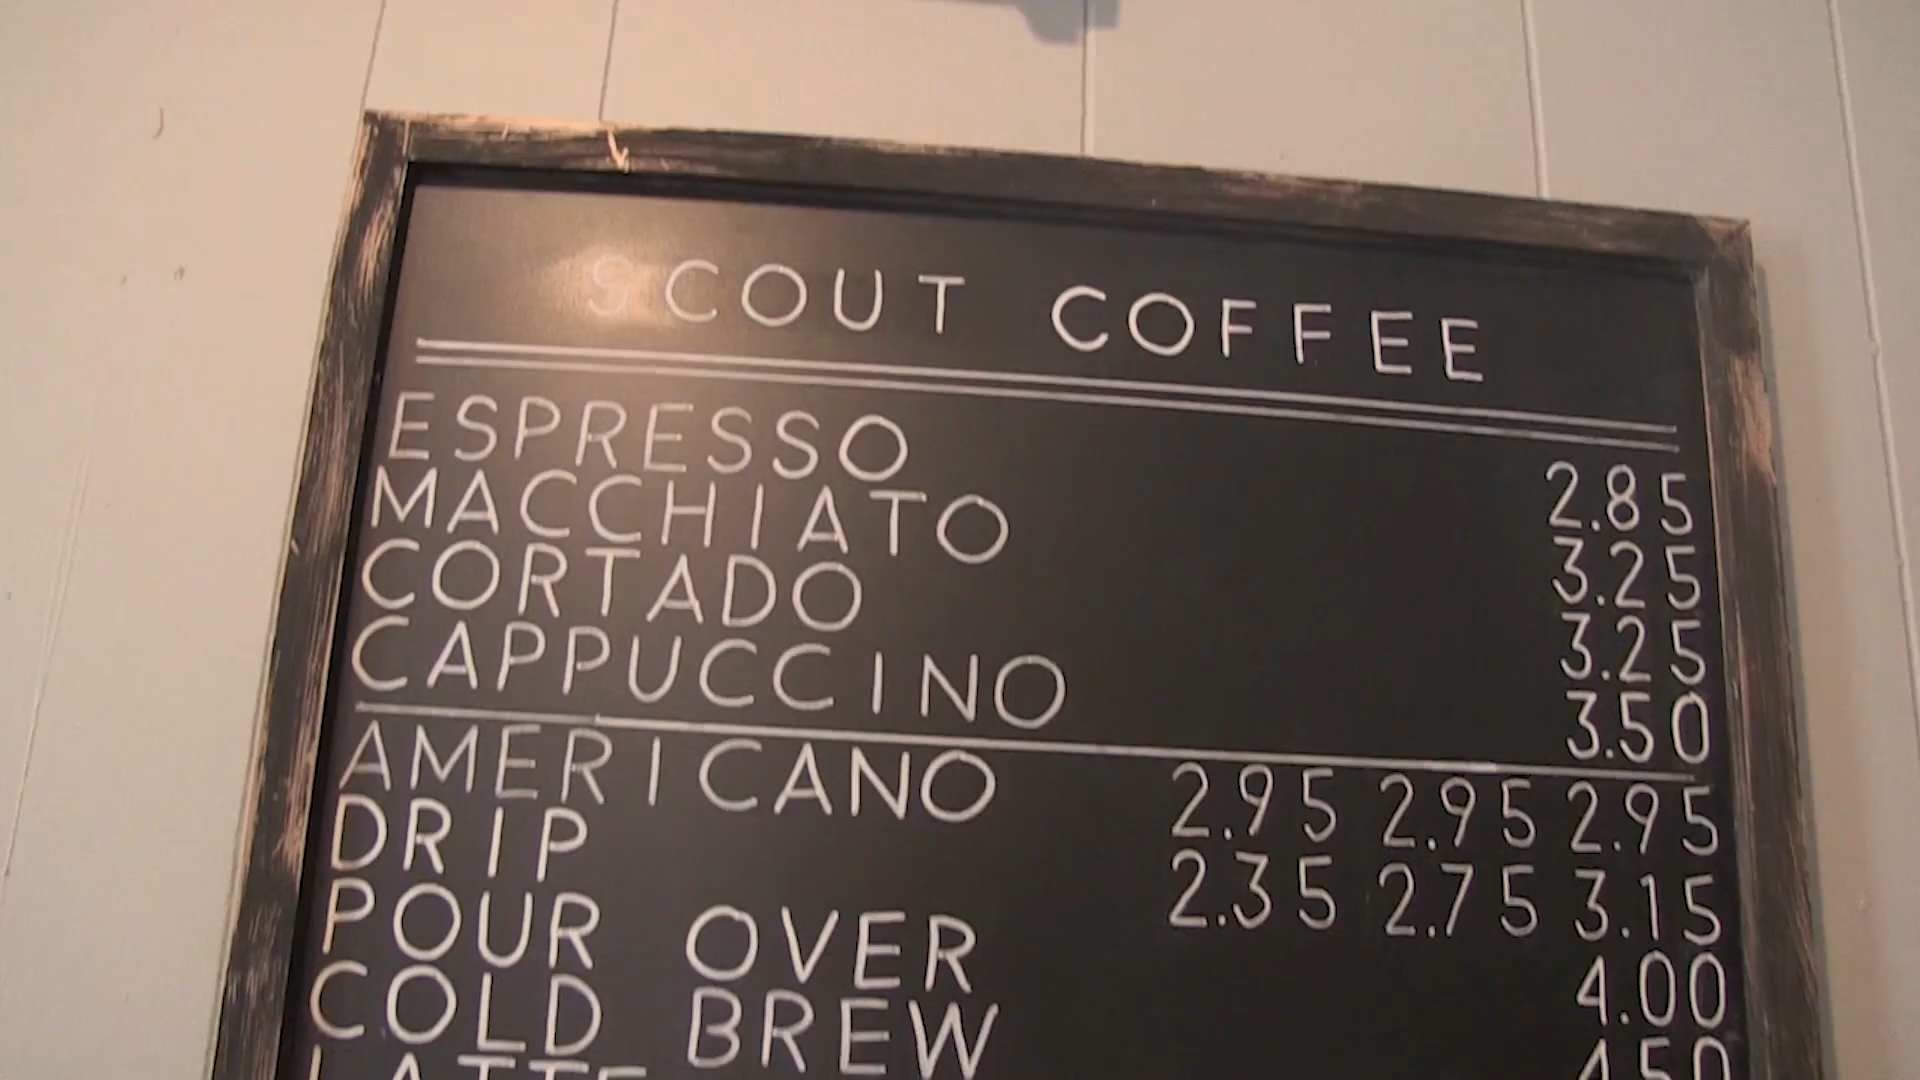 SCOUT COFFEE
ESPRESSO 2.85
MACCHIATO 3.25
CORTADO 3.25
CAPPUCCINO 3.50
AMERICANO 2.95 2.95 2.95
DRIP 2.35 2.75 3.15
POUR OVER 4.00
COLD BREW 4.50
LATTE